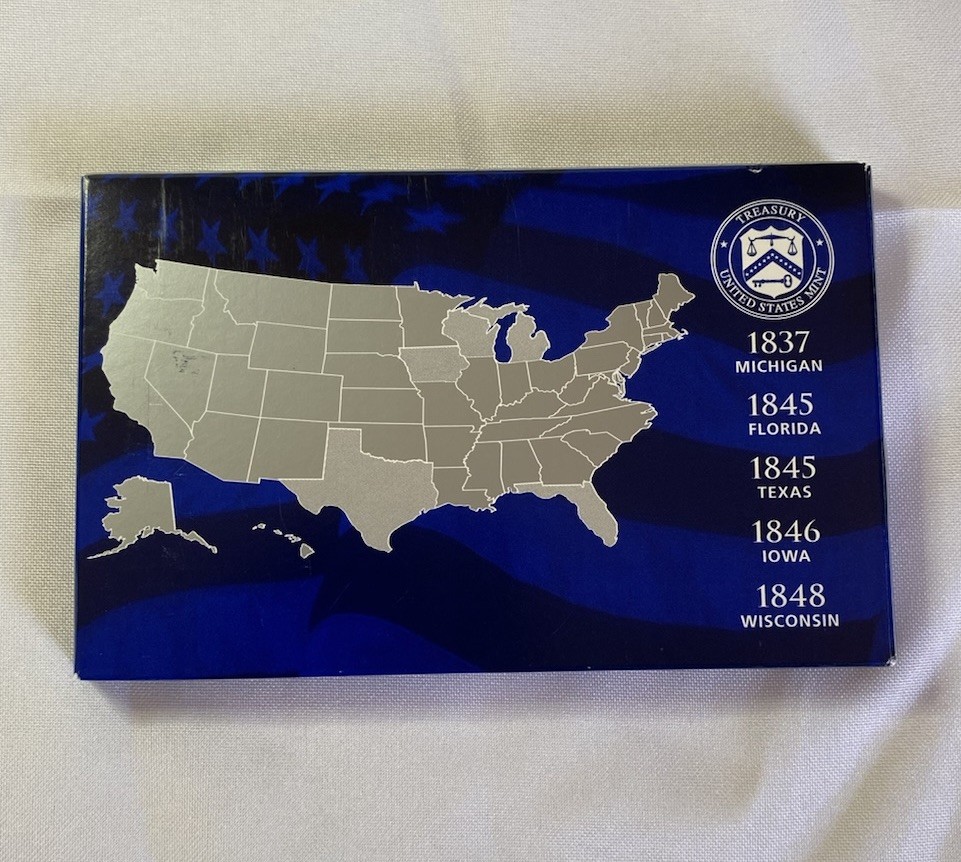 TREASURY
UNITED STATES MINT
1837
MICHIGAN
1845
FLORIDA
1845
TEXAS
1846
IOWA
1848
WISCONSIN